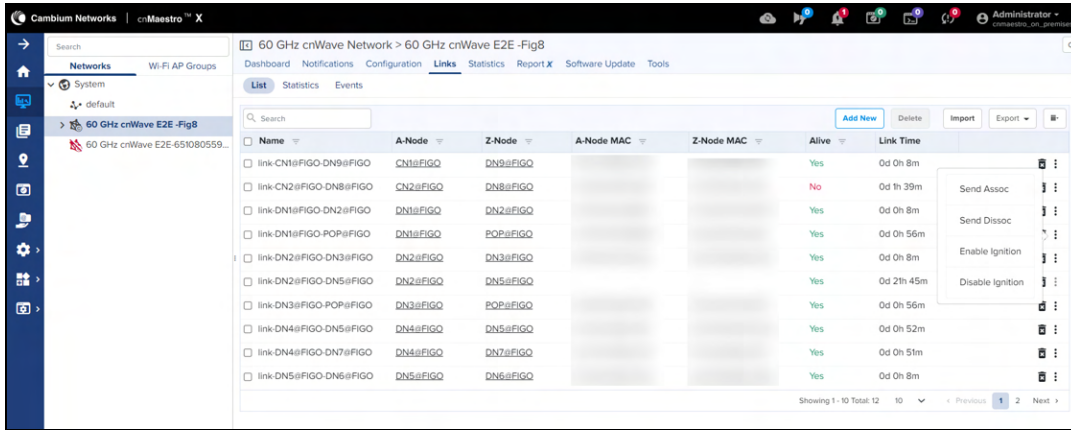 Cambium Networks | cnMaestro™ X
0 1 0 0 0 Administrator
cnmaestro_on_premise
Search
Networks Wi-Fi AP Groups
System
default
60 GHz cnWave E2E -Fig8
60 GHz cnWave E2E-651080559...
60 GHz cnWave Network > 60 GHz cnWave E2E -Fig8
Dashboard Notifications Configuration Links Statistics Report X Software Update Tools
List Statistics Events
Search Add New Delete Import Export
Name A-Node Z-Node A-Node MAC Z-Node MAC Alive Link Time
link-CN1@FIGO-DN9@FIGO CN1@FIGO DN9@FIGO Yes 0d 0h 8m
link-CN2@FIGO-DN8@FIGO CN2@FIGO DN8@FIGO No 0d 1h 39m
link-DN1@FIGO-DN2@FIGO DN1@FIGO DN2@FIGO Yes 0d 0h 8m
link-DN1@FIGO-POP@FIGO DN1@FIGO POP@FIGO Yes 0d 0h 56m
link-DN2@FIGO-DN3@FIGO DN2@FIGO DN3@FIGO Yes 0d 0h 8m
link-DN2@FIGO-DN5@FIGO DN2@FIGO DN5@FIGO Yes 0d 21h 45m
link-DN3@FIGO-POP@FIGO DN3@FIGO POP@FIGO Yes 0d 0h 56m
link-DN4@FIGO-DN5@FIGO DN4@FIGO DN5@FIGO Yes 0d 0h 52m
link-DN4@FIGO-DN7@FIGO DN4@FIGO DN7@FIGO Yes 0d 0h 51m
link-DN5@FIGO-DN6@FIGO DN5@FIGO DN6@FIGO Yes 0d 0h 8m
Send Assoc
Send Dissoc
Enable Ignition
Disable Ignition
Showing 1 - 10 Total: 12 10 < Previous 1 2 Next >